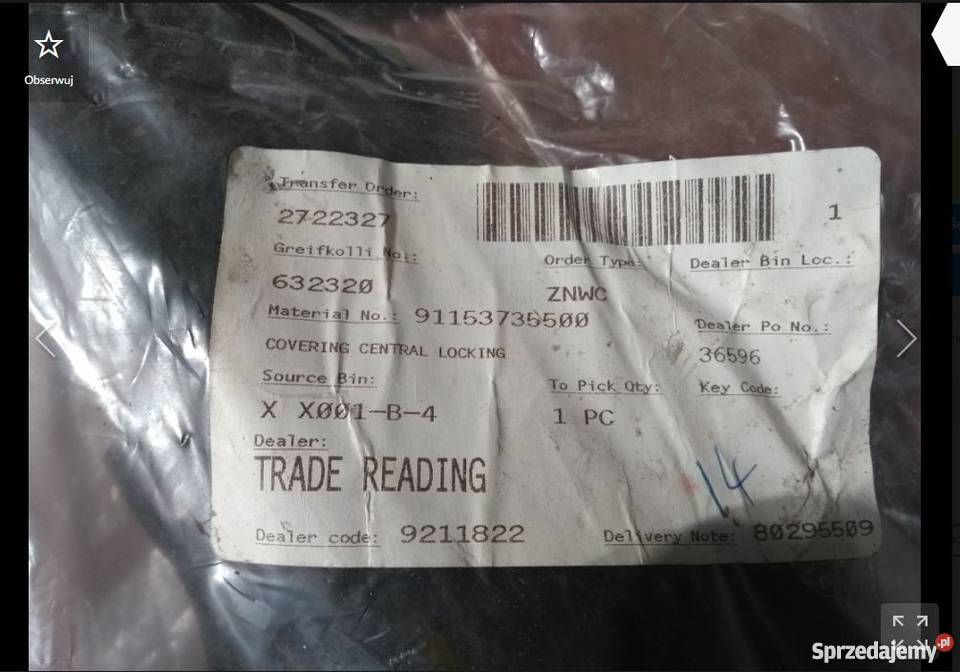 Obserwuj
Transfer Order:
2722327
1
Greifkolli No.:
Order Type:
Dealer Bin Loc.:
632320
ZNWC
Material No.: 91153735500
Dealer Po No.:
COVERING CENTRAL LOCKING
36596
Source Bin:
To Pick Qty:
Key Code:
X X001-B-4
1 PC
Dealer:
TRADE READING
14
Dealer code: 9211822
Delivery Note: 80295509
Sprzedajemy.pl